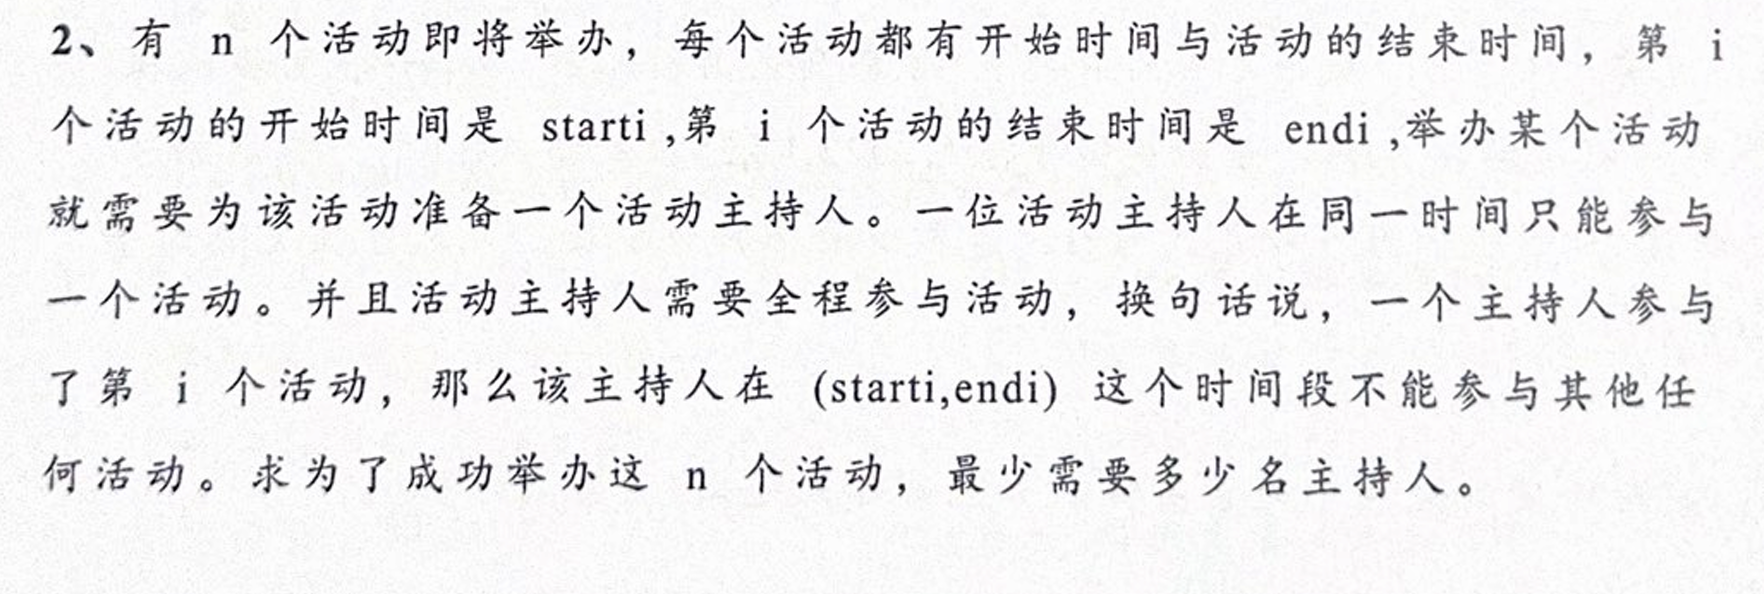 2、有 n 个活动即将举办，每个活动都有开始时间与活动的结束时间，第 i
个活动的开始时间是 starti ,第 i 个活动的结束时间是 endi ,举办某个活动
就需要为该活动准备一个活动主持人。一位活动主持人在同一时间只能参与
一个活动。并且活动主持人需要全程参与活动，换句话说，一个主持人参与
了第 i 个活动，那么该主持人在 (starti,endi) 这个时间段不能参与其他任
何活动。求为了成功举办这 n 个活动，最少需要多少名主持人。